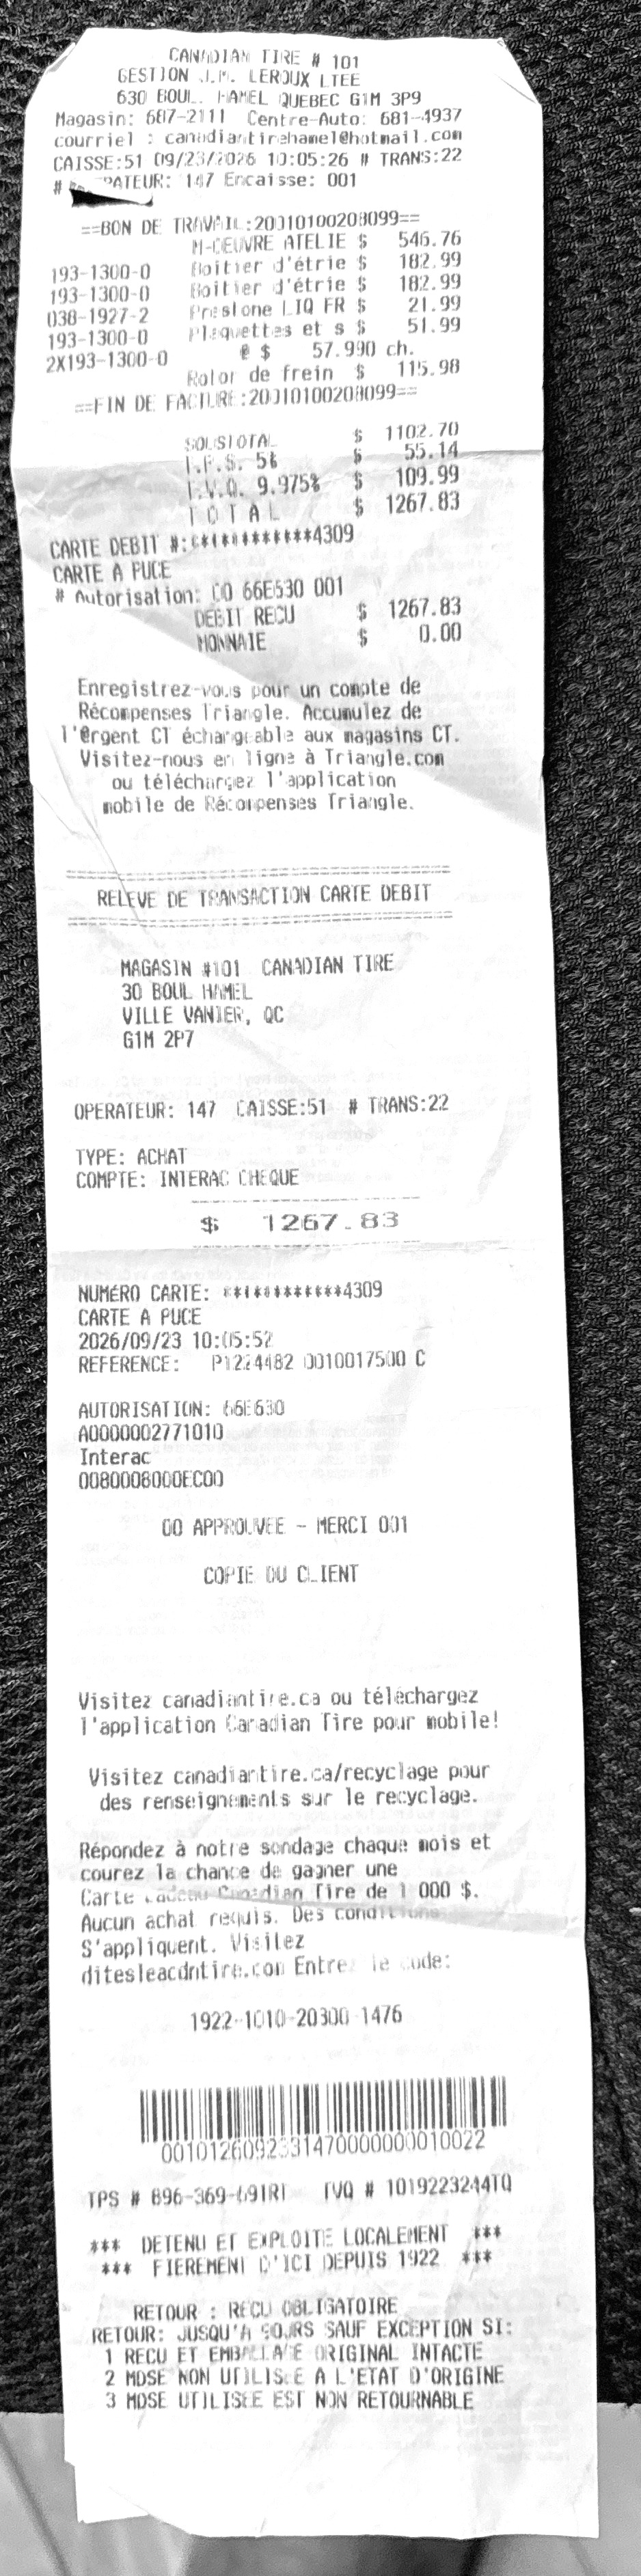 CANADIAN TIRE # 101
GESTION J.M. LEROUX LTEE
630 BOUL. HAMEL QUEBEC G1M 3P9
Magasin: 687-2111 Centre-Auto: 681-4937
courriel : canadiantirehamel@hotmail.com
CAISSE:51 09/23/2026 10:05:26 # TRANS:22
# PATEUR: 147 Encaisse: 001
==BON DE TRAVAIL:20010100208099==
M-OEUVRE ATELIE $ 546.76
193-1300-0 Boitier d'étrie $ 182.99
193-1300-0 Boitier d'étrie $ 182.99
038-1927-2 Prestone LIQ FR $ 21.99
193-1300-0 Plaquettes et s $ 51.99
2X193-1300-0 @ $ 57.990 ch.
Rotor de frein $ 115.98
==FIN DE FACTURE:20010100208099==
SOUSTOTAL $ 1102.70
T.P.S. 5% $ 55.14
T.V.Q. 9.975% $ 109.99
T O T A L $ 1267.83
CARTE DEBIT #:************4309
CARTE A PUCE
# Autorisation: 00 001
DEBIT RECU $ 1267.83
MONNAIE $ 0.00
Enregistrez-vous pour un compte de
Récompenses Triangle. Accumulez de
l'@rgent CT échangeable aux magasins CT.
Visitez-nous en ligne à Triangle.com
ou téléchargez l'application
mobile de Récompenses Triangle.
RELEVE DE TRANSACTION CARTE DEBIT
MAGASIN #101 CANADIAN TIRE
30 BOUL HAMEL
VILLE VANIER, QC
G1M 2P7
OPERATEUR: 147 CAISSE:51 # TRANS:22
TYPE: ACHAT
COMPTE: INTERAC CHEQUE
$ 1267.83
NUMERO CARTE: ************4309
CARTE A PUCE
2026/09/23 10:05:52
REFERENCE: P1224482 0010017500 C
AUTORISATION:
A0000002771010
Interac
0080008000EC00
00 APPROUVEE - MERCI 001
COPIE DU CLIENT
Visitez canadiantire.ca ou téléchargez
l'application Canadian Tire pour mobile!
Visitez canadiantire.ca/recyclage pour
des renseignements sur le recyclage.
Répondez à notre sondage chaque mois et
courez la chance de gagner une
Carte cadeau Canadian Tire de 1 000 $.
Aucun achat requis. Des conditions
S'appliquent. Visitez
ditesleacdntire.com Entrez le code:
1922-1010-20300-1476
0010126092331470000000010022
TPS # TVQ # 1019223244TQ
*** DETENU ET EXPLOITE LOCALEMENT ***
*** FIEREMENT D'ICI DEPUIS 1922 ***
RETOUR : RECU OBLIGATOIRE
RETOUR: JUSQU'A 90JRS SAUF EXCEPTION SI:
1 RECU ET EMBALLAGE ORIGINAL INTACTE
2 MDSE NON UTILISEE A L'ETAT D'ORIGINE
3 MDSE UTILISEE EST NON RETOURNABLE